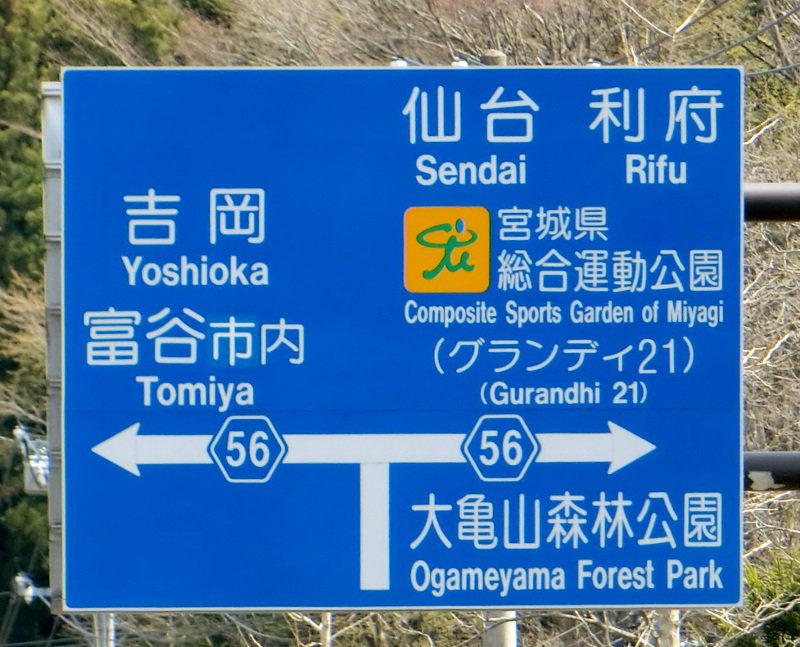 仙台 利府
Sendai Rifu
吉岡
Yoshioka
富谷市内
Tomiya
宮城県
総合運動公園
Composite Sports Garden of Miyagi
(グランディ21)
(Gurandhi 21)
56 56
大亀山森林公園
Ogameyama Forest Park